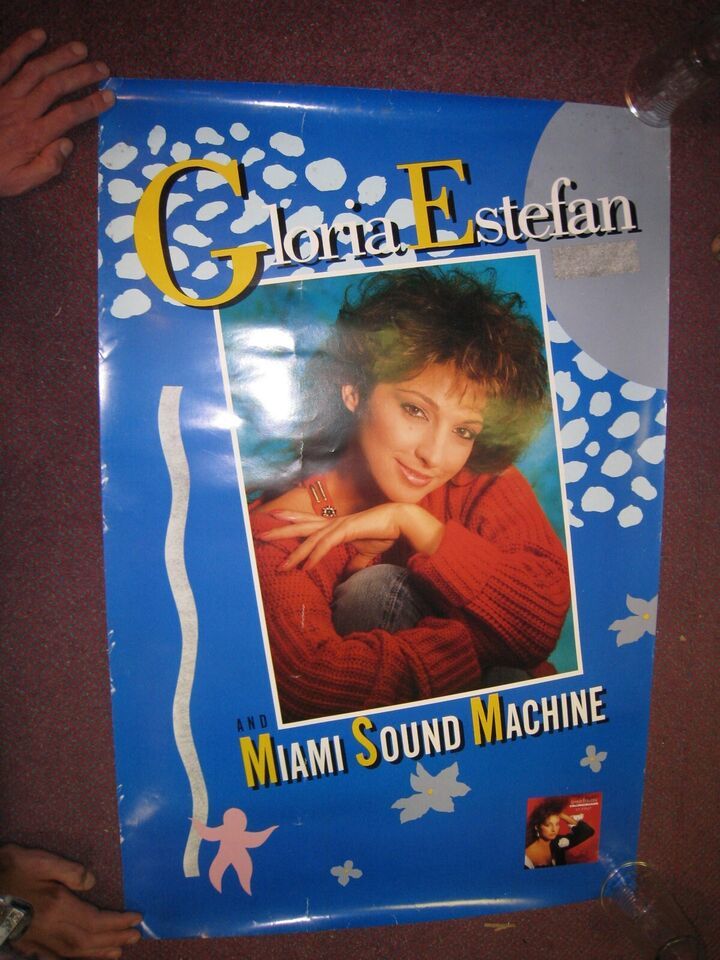 Gloria Estefan
AND
MIAMI SOUND MACHINE